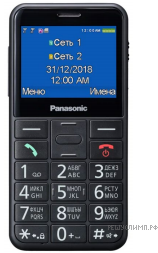 12:00 AM
Сеть 1
Сеть 2
31/12/2018
12:00 AM
Меню Имена
Panasonic
1 2 АБВГ ABC 3 ДЕЖЗ DEF
4 ИЙКЛ GHI 5 МНОП JKL 6 РСТУ MNO
7 ФХЦЧ PQRS 8 ШЩЪЫ TUV 9 ЬЭЮЯ WXYZ
* 0 + #